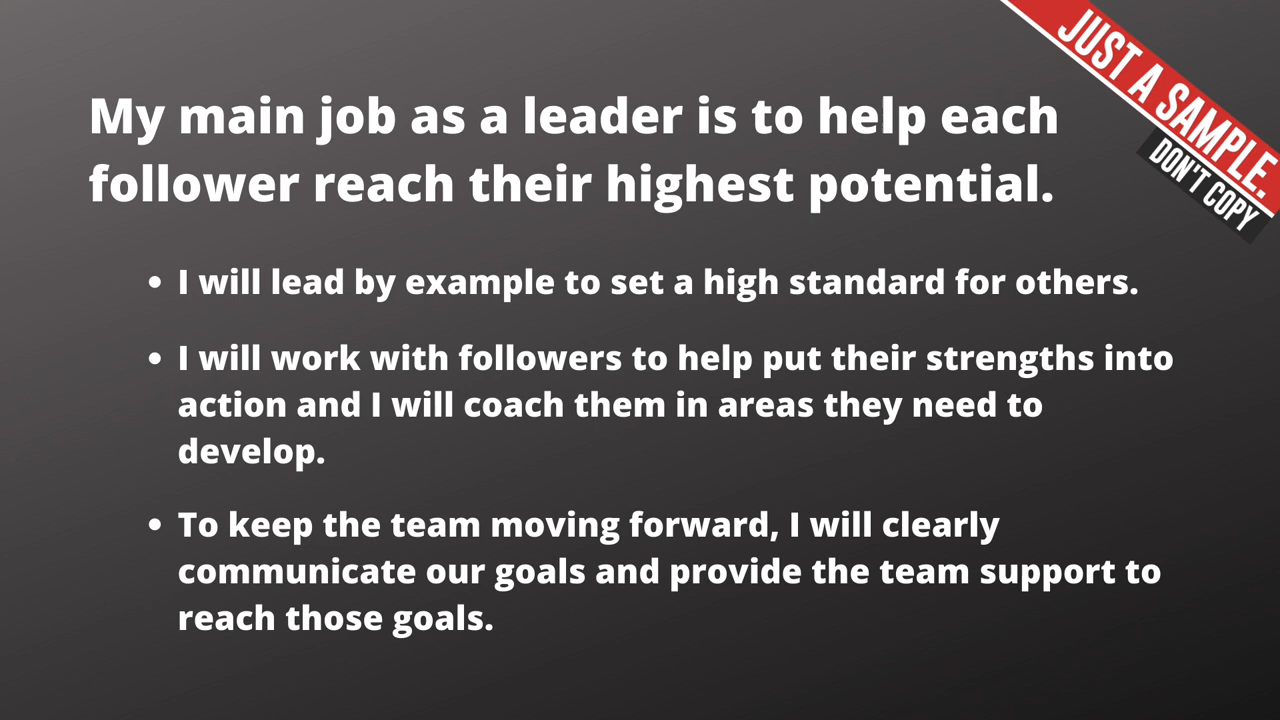 My main job as a leader is to help each
follower reach their highest potential.
• I will lead by example to set a high standard for others.
• I will work with followers to help put their strengths into
action and I will coach them in areas they need to
develop.
• To keep the team moving forward, I will clearly
communicate our goals and provide the team support to
reach those goals.
JUST A SAMPLE.
DON'T COPY